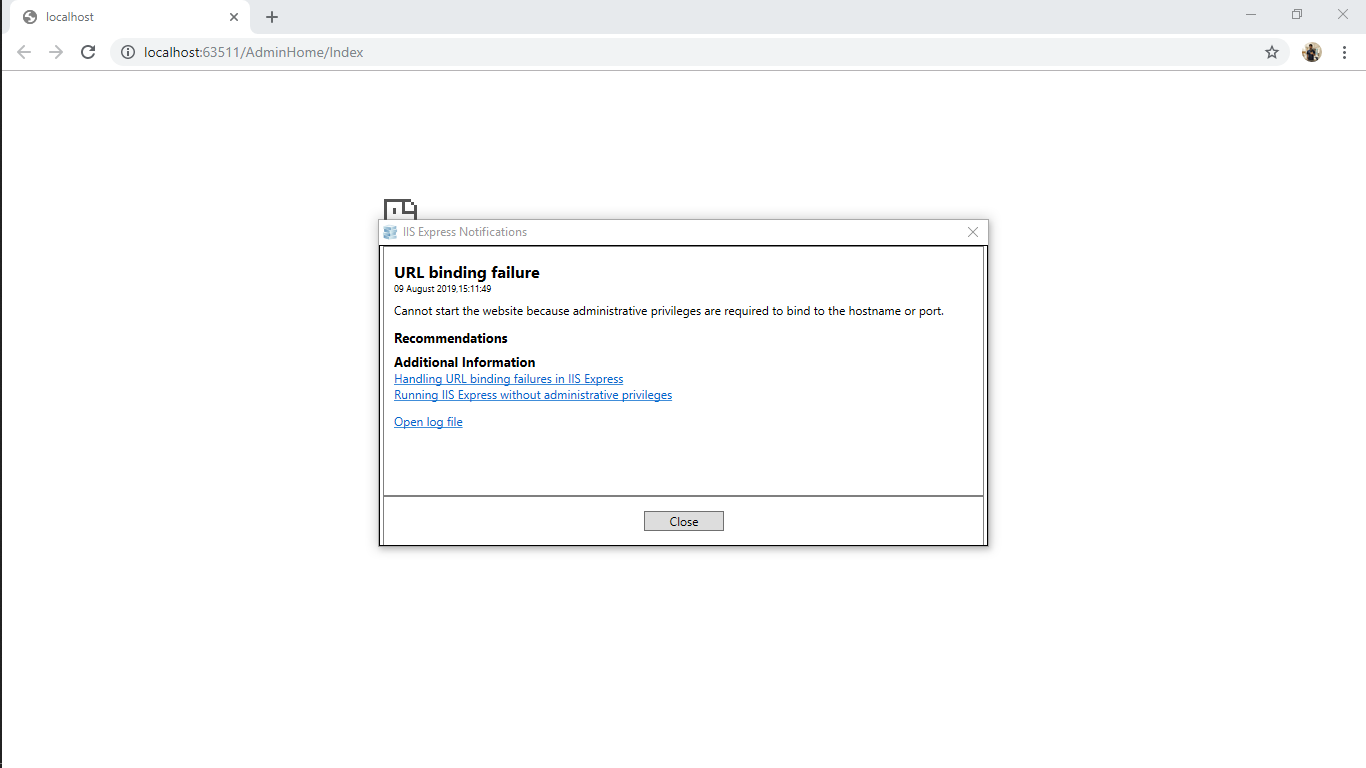 localhost
localhost:63511/AdminHome/Index
IIS Express Notifications
URL binding failure
09 August 2019,15:11:49
Cannot start the website because administrative privileges are required to bind to the hostname or port.
Recommendations
Additional Information
Handling URL binding failures in IIS Express
Running IIS Express without administrative privileges
Open log file
Close